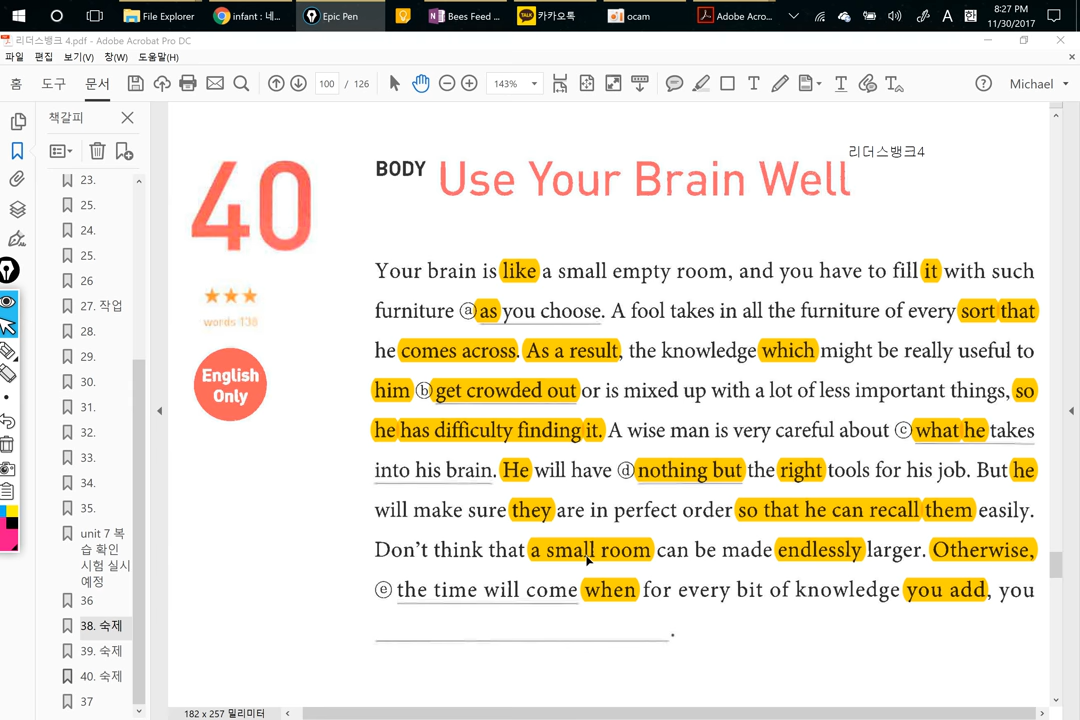 File Explorer
infant : 네...
Epic Pen
Bees Feed ...
카카오톡
ocam
Adobe Acro...
A
한
8:27 PM
11/30/2017
리더스뱅크 4.pdf - Adobe Acrobat Pro DC
파일 편집 보기(V) 창(W) 도움말(H)
홈 도구 문서
100 / 126
143%
Michael
책갈피
23.
25.
24.
25.
26
27. 작업
28.
29.
30.
31.
32.
33.
34.
35.
unit 7 복
습 확인
시험 실시
예정
36
38. 숙제
39. 숙제
40. 숙제
37
40
words 138
English
Only
BODY Use Your Brain Well
리더스뱅크4
Your brain is like a small empty room, and you have to fill it with such
furniture ⓐ as you choose. A fool takes in all the furniture of every sort that
he comes across. As a result, the knowledge which might be really useful to
him ⓑ get crowded out or is mixed up with a lot of less important things, so
he has difficulty finding it. A wise man is very careful about ⓒ what he takes
into his brain. He will have ⓓ nothing but the right tools for his job. But he
will make sure they are in perfect order so that he can recall them easily.
Don't think that a small room can be made endlessly larger. Otherwise,
ⓔ the time will come when for every bit of knowledge you add, you
.
182 x 257 밀리미터